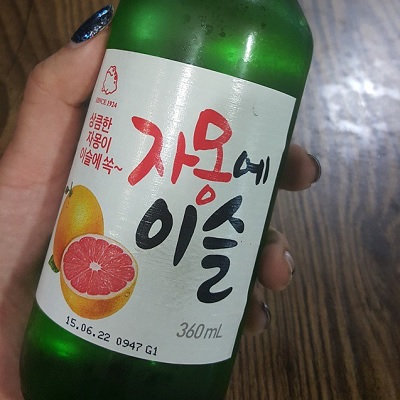 SINCE 1924
상큼한
자몽이
이슬에 쏙~
자몽에
이슬
15.06.22 0947 G1
360mL